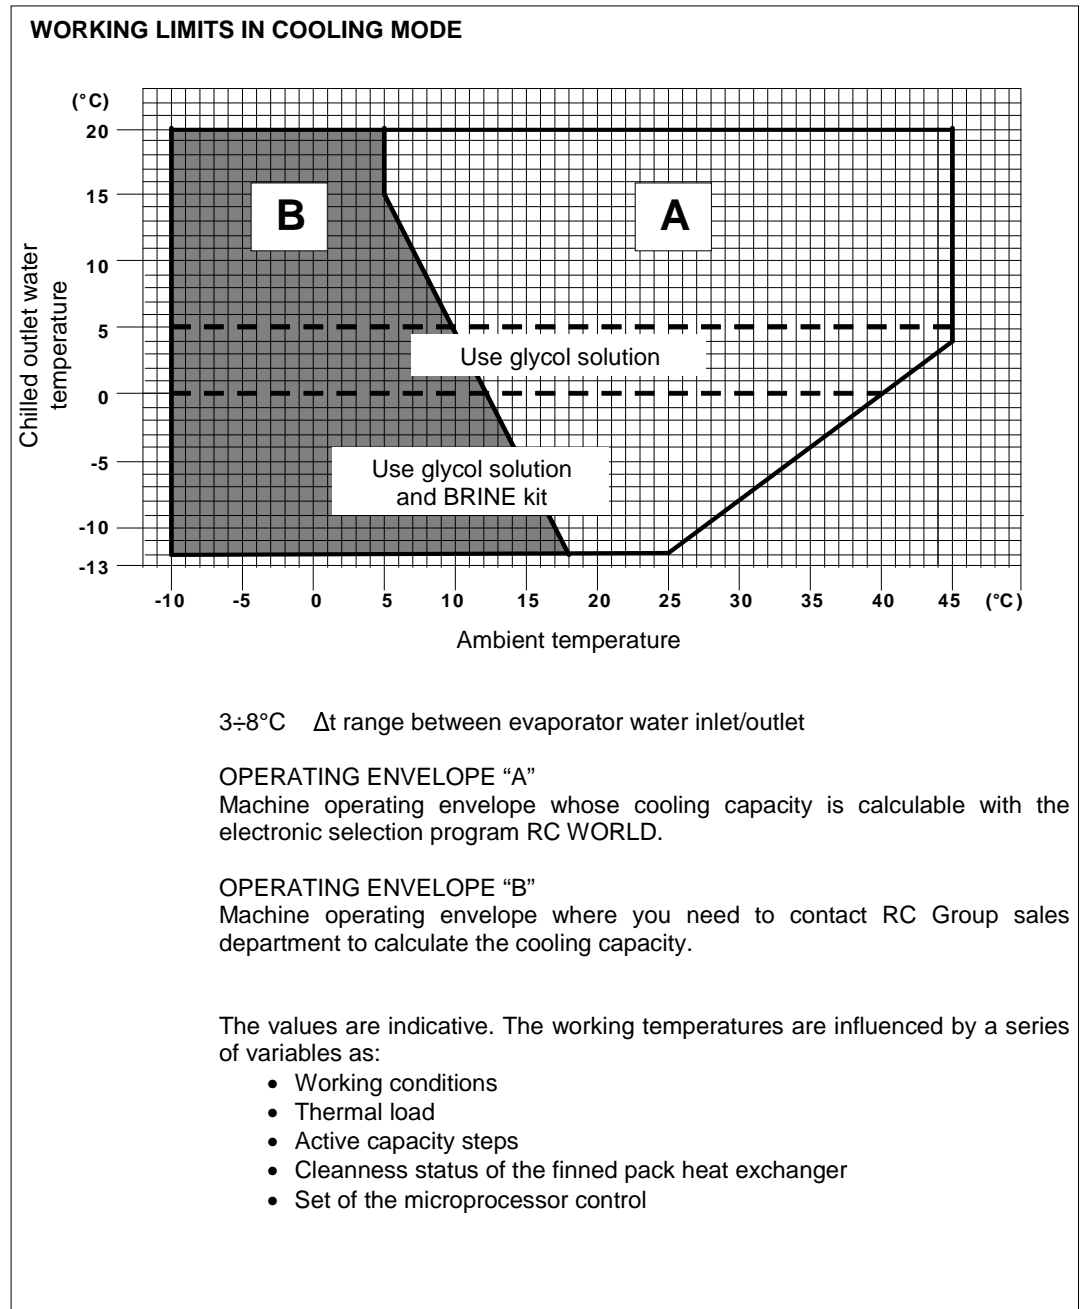 WORKING LIMITS IN COOLING MODE
(°C)
20
15
10
5
0
-5
-10
-13
Chilled outlet water
temperature
B
A
Use glycol solution
Use glycol solution
and BRINE kit
-10 -5 0 5 10 15 20 25 30 35 40 45 (°C)
Ambient temperature
3÷8°C Δt range between evaporator water inlet/outlet
OPERATING ENVELOPE “A”
Machine operating envelope whose cooling capacity is calculable with the
electronic selection program RC WORLD.
OPERATING ENVELOPE “B”
Machine operating envelope where you need to contact RC Group sales
department to calculate the cooling capacity.
The values are indicative. The working temperatures are influenced by a series
of variables as:
• Working conditions
• Thermal load
• Active capacity steps
• Cleanness status of the finned pack heat exchanger
• Set of the microprocessor control